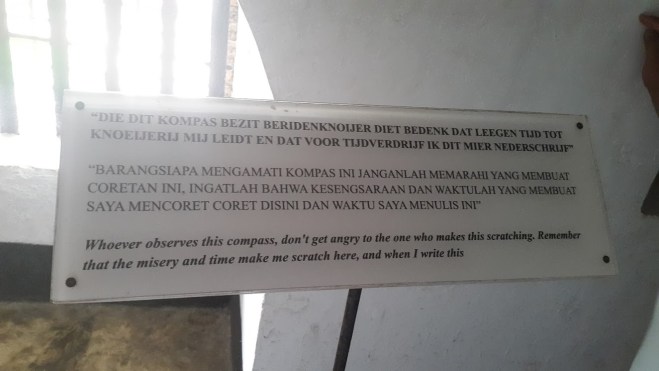 “DIE DIT KOMPAS BEZIT BERIDENKNOIJER DIET BEDENK DAT LEEGEN TIJD TOT
KNOEIJERIJ MIJ LEIDT EN DAT VOOR TIJDVERDRIJF IK DIT MIER NEDERSCHRIJF”
“BARANGSIAPA MENGAMATI KOMPAS INI JANGANLAH MEMARAHI YANG MEMBUAT
CORETAN INI, INGATLAH BAHWA KESENGSARAAN DAN WAKTULAH YANG MEMBUAT
SAYA MENCORET CORET DISINI DAN WAKTU SAYA MENULIS INI”
Whoever observes this compass, don't get angry to the one who makes this scratching. Remember
that the misery and time make me scratch here, and when I write this